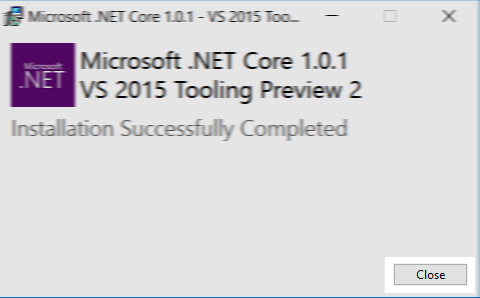 Microsoft .NET Core 1.0.1 - VS 2015 Too...
Microsoft
.NET
Microsoft .NET Core 1.0.1
VS 2015 Tooling Preview 2
Installation Successfully Completed
Close